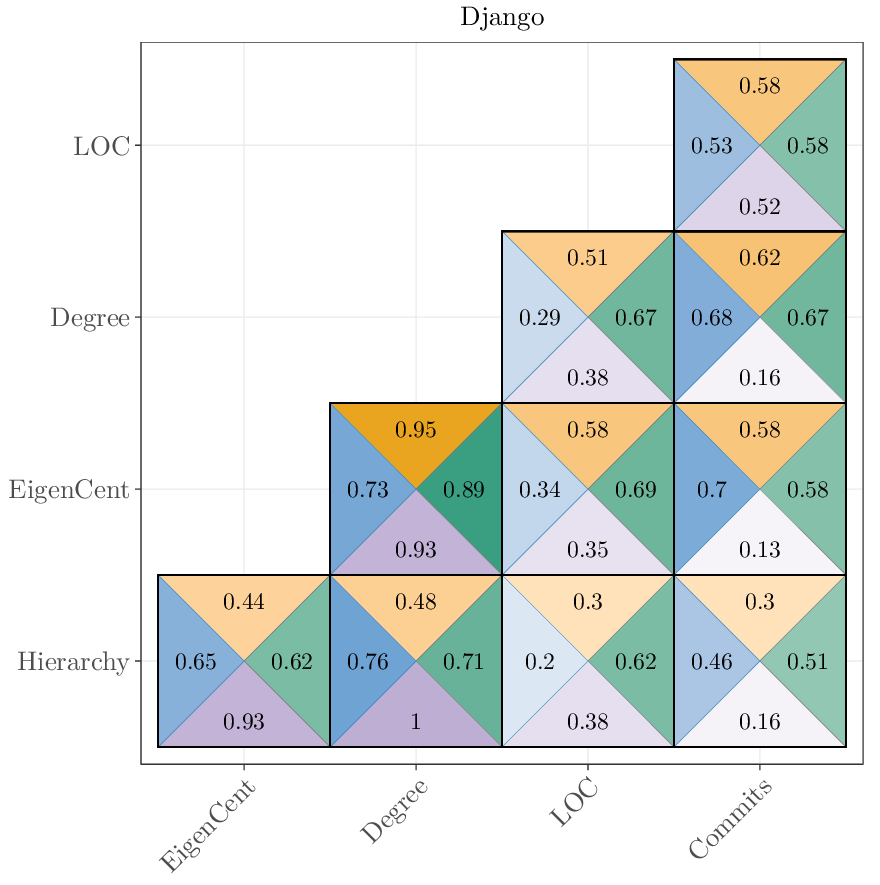 Django
0.58
LOC 0.53 0.58
0.52
0.51 0.62
Degree 0.29 0.67 0.68 0.67
0.38 0.16
0.95 0.58 0.58
EigenCent 0.73 0.89 0.34 0.69 0.7 0.58
0.93 0.35 0.13
0.44 0.48 0.3 0.3
Hierarchy 0.65 0.62 0.76 0.71 0.2 0.62 0.46 0.51
0.93 1 0.38 0.16
EigenCent Degree LOC Commits